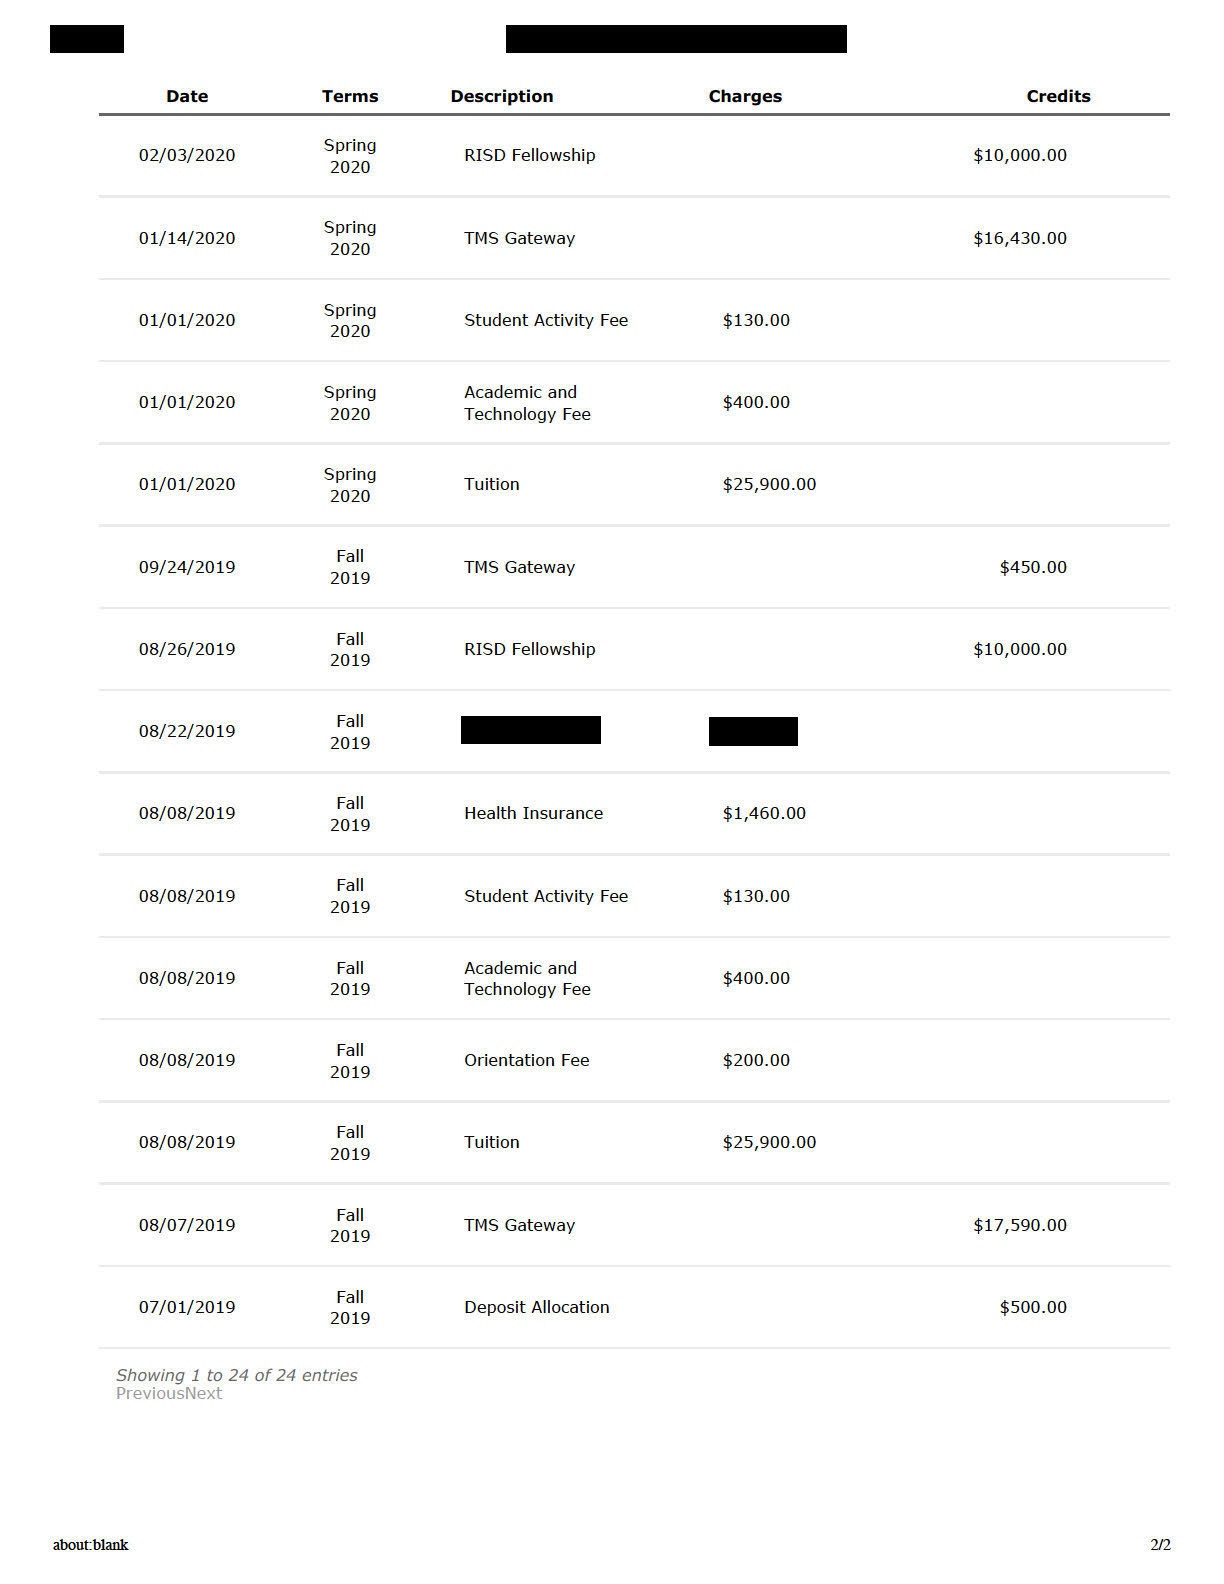 Date Terms Description Charges Credits
02/03/2020 Spring 2020 RISD Fellowship $10,000.00
01/14/2020 Spring 2020 TMS Gateway $16,430.00
01/01/2020 Spring 2020 Student Activity Fee $130.00
01/01/2020 Spring 2020 Academic and Technology Fee $400.00
01/01/2020 Spring 2020 Tuition $25,900.00
09/24/2019 Fall 2019 TMS Gateway $450.00
08/26/2019 Fall 2019 RISD Fellowship $10,000.00
08/22/2019 Fall 2019
08/08/2019 Fall 2019 Health Insurance $1,460.00
08/08/2019 Fall 2019 Student Activity Fee $130.00
08/08/2019 Fall 2019 Academic and Technology Fee $400.00
08/08/2019 Fall 2019 Orientation Fee $200.00
08/08/2019 Fall 2019 Tuition $25,900.00
08/07/2019 Fall 2019 TMS Gateway $17,590.00
07/01/2019 Fall 2019 Deposit Allocation $500.00
Showing 1 to 24 of 24 entries
PreviousNext
about:blank 2/2